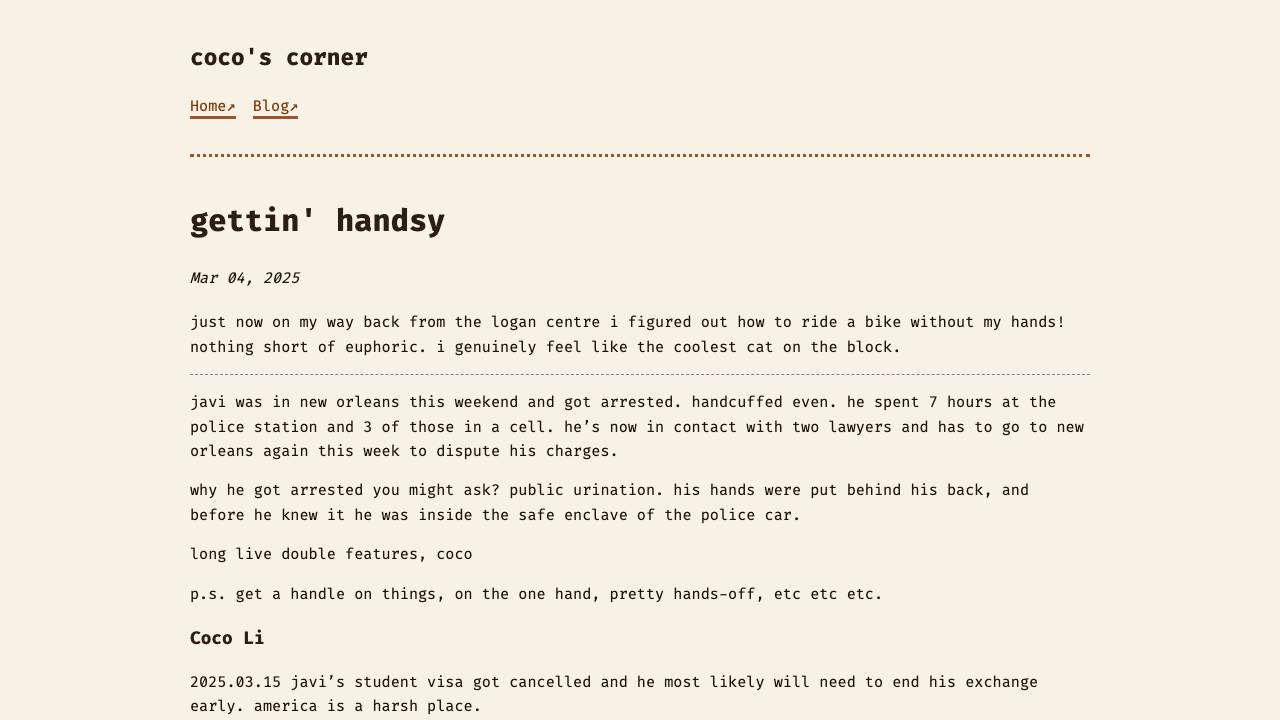 coco's corner
Home↗ Blog↗
gettin' handsy
Mar 04, 2025
just now on my way back from the logan centre i figured out how to ride a bike without my hands!
nothing short of euphoric. i genuinely feel like the coolest cat on the block.
javi was in new orleans this weekend and got arrested. handcuffed even. he spent 7 hours at the
police station and 3 of those in a cell. he’s now in contact with two lawyers and has to go to new
orleans again this week to dispute his charges.
why he got arrested you might ask? public urination. his hands were put behind his back, and
before he knew it he was inside the safe enclave of the police car.
long live double features, coco
p.s. get a handle on things, on the one hand, pretty hands-off, etc etc etc.
Coco Li
2025.03.15 javi’s student visa got cancelled and he most likely will need to end his exchange
early. america is a harsh place.